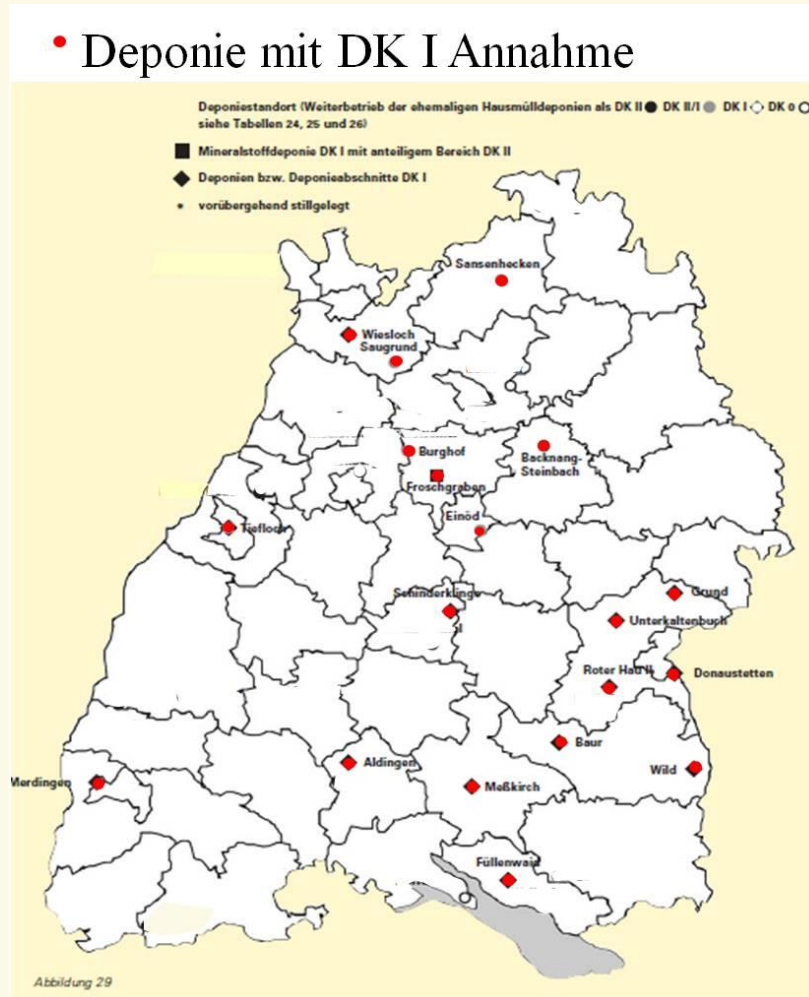 • Deponie mit DK I Annahme
Deponiestandort (Weiterbetrieb der ehemaligen Hausmülldeponien als DK II DK II/I DK I DK 0
siehe Tabellen 24, 25 und 26)
Mineralstoffdeponie DK I mit anteiligem Bereich DK II
Deponien bzw. Deponieabschnitte DK I
• vorübergehend stillgelegt
Sansenhecken
Wiesloch
Saugrund
Burghof
Backnang-
Steinbach
Froschgraben
Einöd
Tiefloch
Schinderklinge
Grund
Unterkaltenbuch
Roter Hau II
Donaustetten
Baur
Aldingen
Wild
Merdingen
Meßkirch
Füllenwaid
Abbildung 29